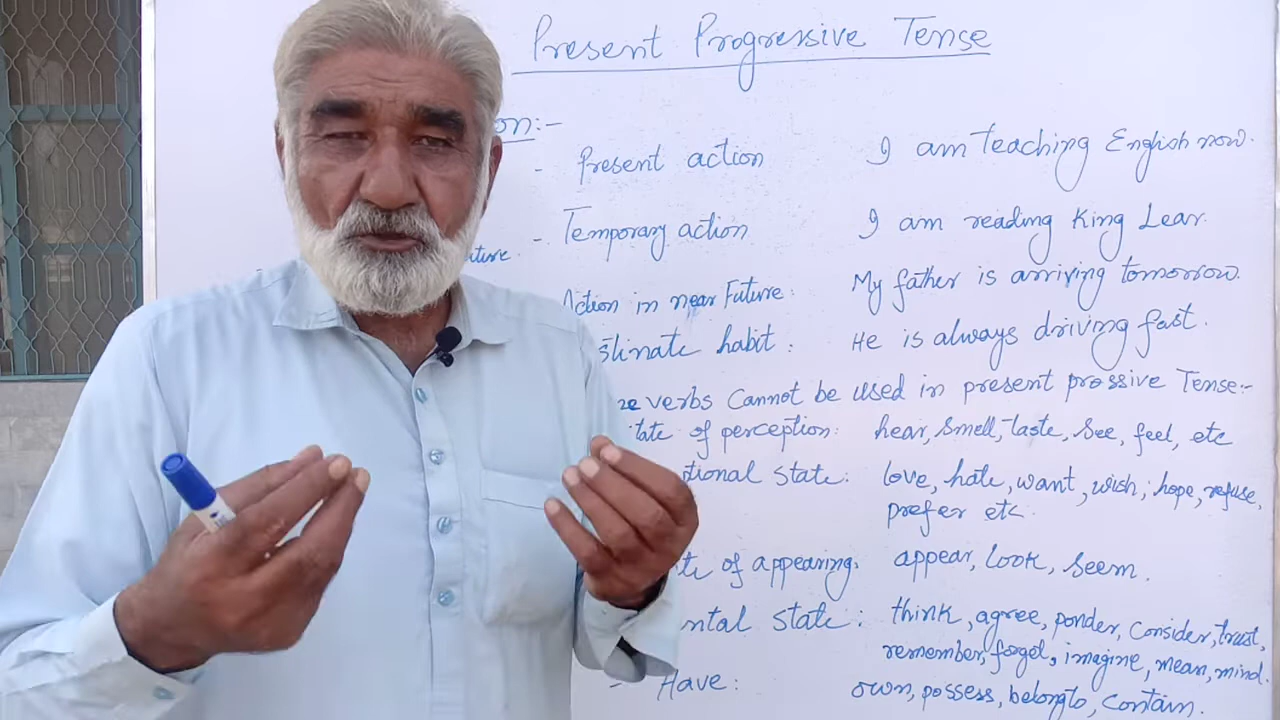 Present Progressive Tense
on:-
- Present action I am teaching English now.
- Temporary action I am reading King Lear.
uture.
Action in near Future: My father is arriving tomorrow.
stinate habit : He is always driving fast.
verbs cannot be used in present prossive Tense:-
tate of perception: hear, smell, taste, see, feel, etc
tional state: love, hate, want, wish, hope, refuse,
prefer etc
te of appearing: appear, look, seem.
ntal state: think, agree, ponder, consider, trust,
remember, forget, imagine, mean, mind.
- Have: own, possess, belong to, contain.